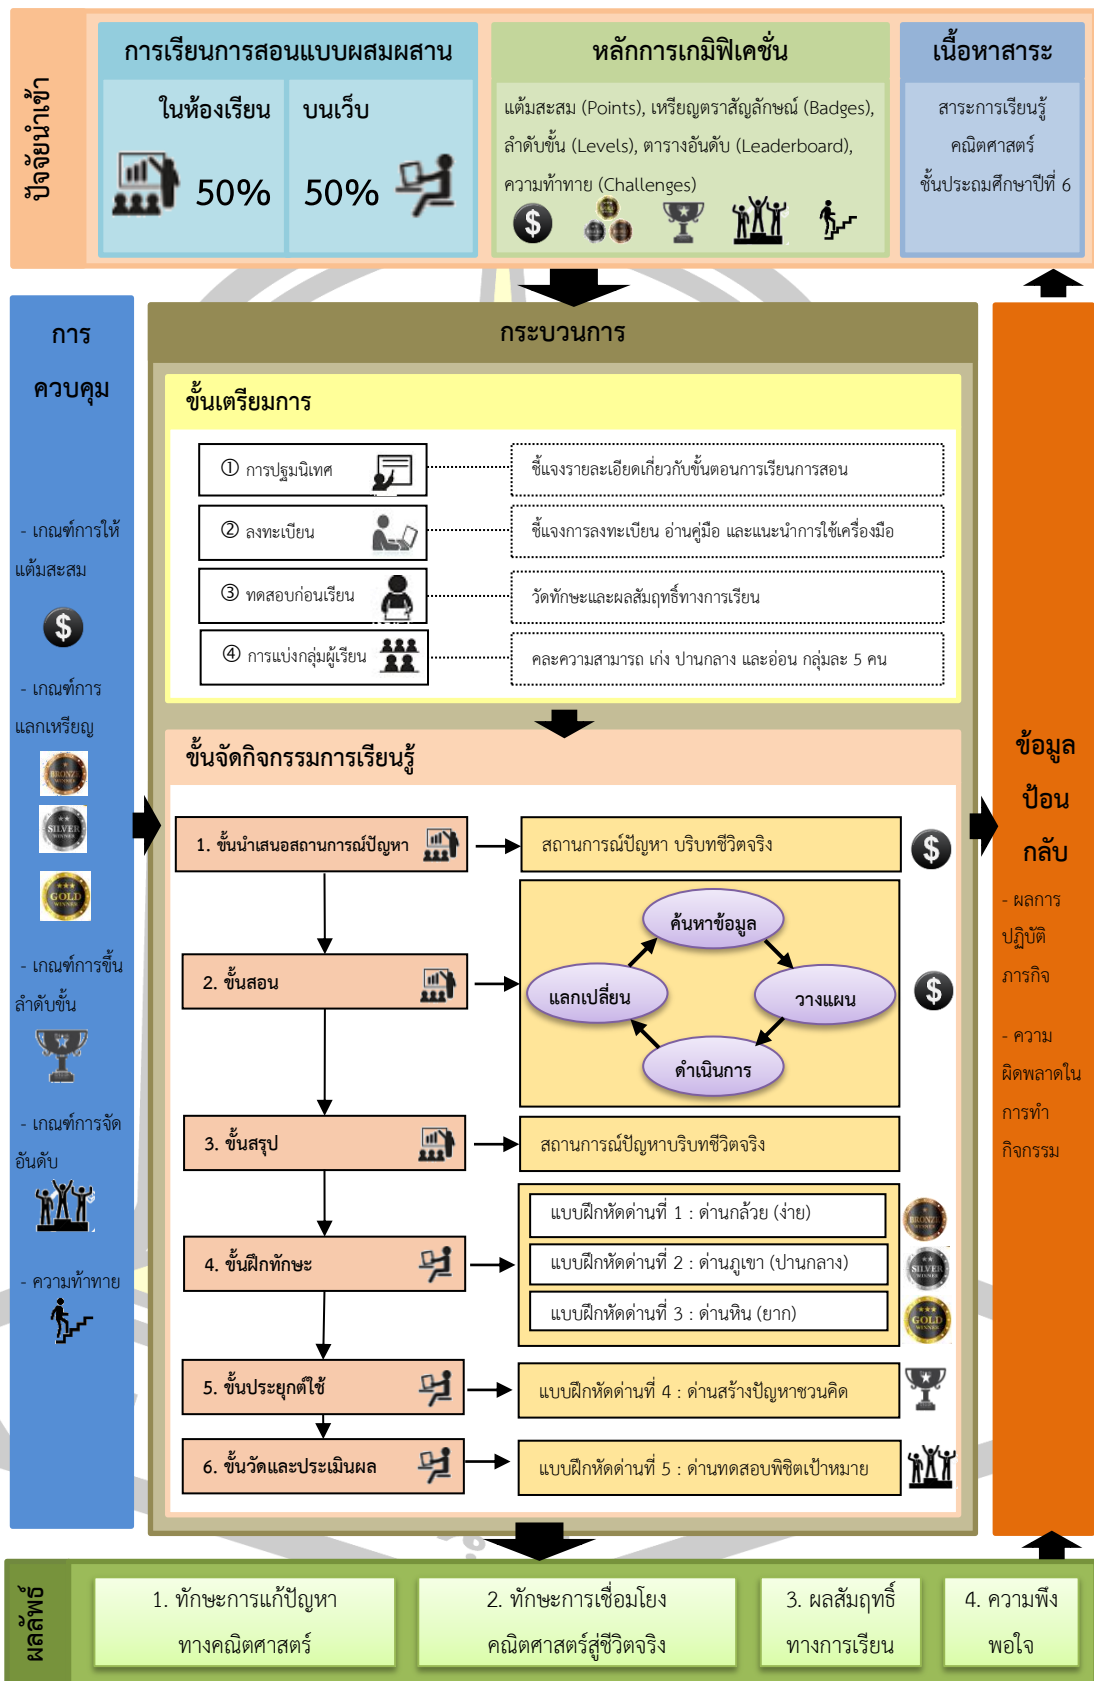 ปัจจัยนำเข้า
การเรียนการสอนแบบผสมผสาน
ในห้องเรียน
50%
บนเว็บ
50%
หลักการเกมิฟิเคชั่น
แต้มสะสม (Points), เหรียญตราสัญลักษณ์ (Badges),
ลำดับขั้น (Levels), ตารางอันดับ (Leaderboard),
ความท้าทาย (Challenges)
เนื้อหาสาระ
สาระการเรียนรู้
คณิตศาสตร์
ชั้นประถมศึกษาปีที่ 6
การ
ควบคุม
- เกณฑ์การให้
แต้มสะสม
- เกณฑ์การ
แลกเหรียญ
BRONZE
WINNER
SILVER
WINNER
GOLD
WINNER
- เกณฑ์การขึ้น
ลำดับขั้น
- เกณฑ์การจัด
อันดับ
- ความท้าทาย
กระบวนการ
ขั้นเตรียมการ
① การปฐมนิเทศ
ชี้แจงรายละเอียดเกี่ยวกับขั้นตอนการเรียนการสอน
② ลงทะเบียน
ชี้แจงการลงทะเบียน อ่านคู่มือ และแนะนำการใช้เครื่องมือ
③ ทดสอบก่อนเรียน
วัดทักษะและผลสัมฤทธิ์ทางการเรียน
④ การแบ่งกลุ่มผู้เรียน
คละความสามารถ เก่ง ปานกลาง และอ่อน กลุ่มละ 5 คน
ขั้นจัดกิจกรรมการเรียนรู้
1. ขั้นนำเสนอสถานการณ์ปัญหา
สถานการณ์ปัญหา บริบทชีวิตจริง
2. ขั้นสอน
ค้นหาข้อมูล
แลกเปลี่ยน
วางแผน
ดำเนินการ
3. ขั้นสรุป
สถานการณ์ปัญหาบริบทชีวิตจริง
4. ขั้นฝึกทักษะ
แบบฝึกหัดด่านที่ 1 : ด่านกล้วย (ง่าย)
BRONZE
WINNER
แบบฝึกหัดด่านที่ 2 : ด่านภูเขา (ปานกลาง)
SILVER
WINNER
แบบฝึกหัดด่านที่ 3 : ด่านหิน (ยาก)
GOLD
WINNER
5. ขั้นประยุกต์ใช้
แบบฝึกหัดด่านที่ 4 : ด่านสร้างปัญหาชวนคิด
6. ขั้นวัดและประเมินผล
แบบฝึกหัดด่านที่ 5 : ด่านทดสอบพิชิตเป้าหมาย
ข้อมูล
ป้อน
กลับ
- ผลการ
ปฏิบัติ
ภารกิจ
- ความ
ผิดพลาดใน
การทำ
กิจกรรม
ผลลัพธ์
1. ทักษะการแก้ปัญหา
ทางคณิตศาสตร์
2. ทักษะการเชื่อมโยง
คณิตศาสตร์สู่ชีวิตจริง
3. ผลสัมฤทธิ์
ทางการเรียน
4. ความพึง
พอใจ